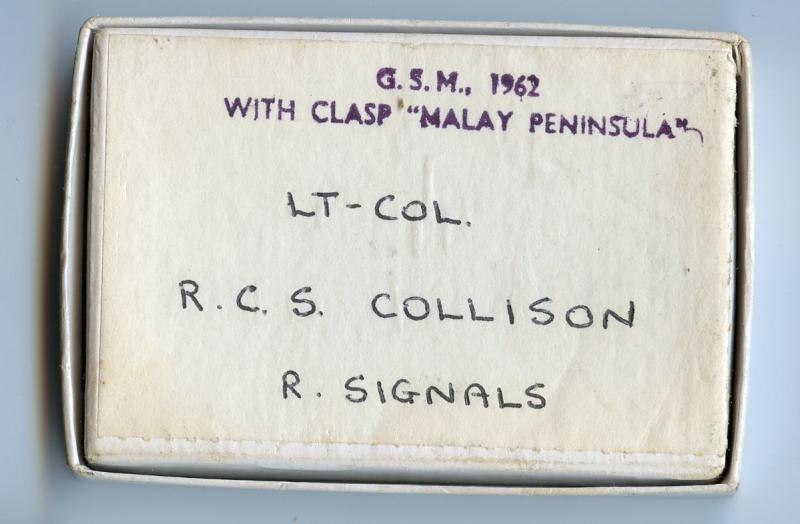 G.S.M., 1962
WITH CLASP "MALAY PENINSULA"
LT-COL.
R.C.S. COLLISON
R. SIGNALS